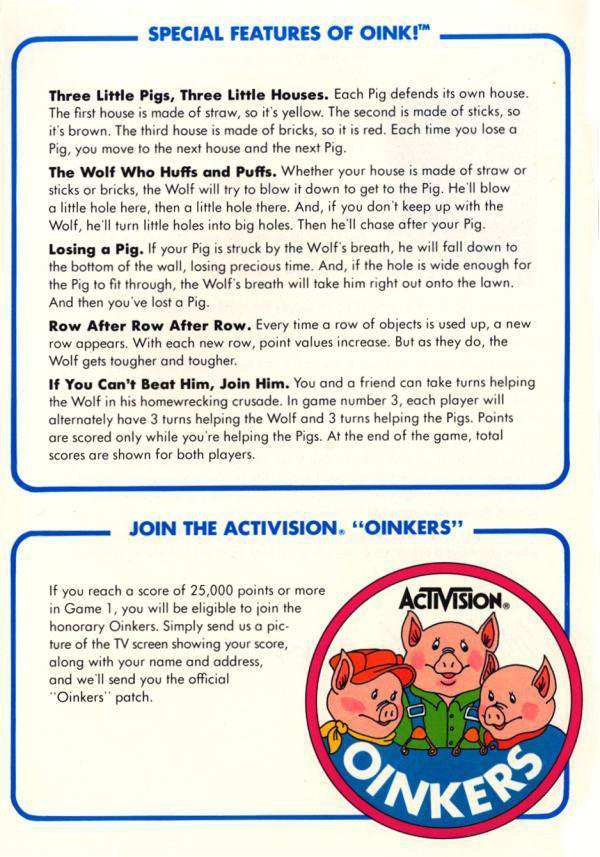 SPECIAL FEATURES OF OINK!™
Three Little Pigs, Three Little Houses. Each Pig defends its own house.
The first house is made of straw, so it's yellow. The second is made of sticks, so
it's brown. The third house is made of bricks, so it is red. Each time you lose a
Pig, you move to the next house and the next Pig.
The Wolf Who Huffs and Puffs. Whether your house is made of straw or
sticks or bricks, the Wolf will try to blow it down to get to the Pig. He'll blow
a little hole here, then a little hole there. And, if you don't keep up with the
Wolf, he'll turn little holes into big holes. Then he'll chase after your Pig.
Losing a Pig. If your Pig is struck by the Wolf's breath, he will fall down to
the bottom of the wall, losing precious time. And, if the hole is wide enough for
the Pig to fit through, the Wolf's breath will take him right out onto the lawn.
And then you've lost a Pig.
Row After Row After Row. Every time a row of objects is used up, a new
row appears. With each new row, point values increase. But as they do, the
Wolf gets tougher and tougher.
If You Can't Beat Him, Join Him. You and a friend can take turns helping
the Wolf in his homewrecking crusade. In game number 3, each player will
alternately have 3 turns helping the Wolf and 3 turns helping the Pigs. Points
are scored only while you're helping the Pigs. At the end of the game, total
scores are shown for both players.
JOIN THE ACTIVISION® "OINKERS"
If you reach a score of 25,000 points or more
in Game 1, you will be eligible to join the
honorary Oinkers. Simply send us a pic-
ture of the TV screen showing your score,
along with your name and address,
and we'll send you the official
"Oinkers" patch.
ACTIVISION®
OINKERS